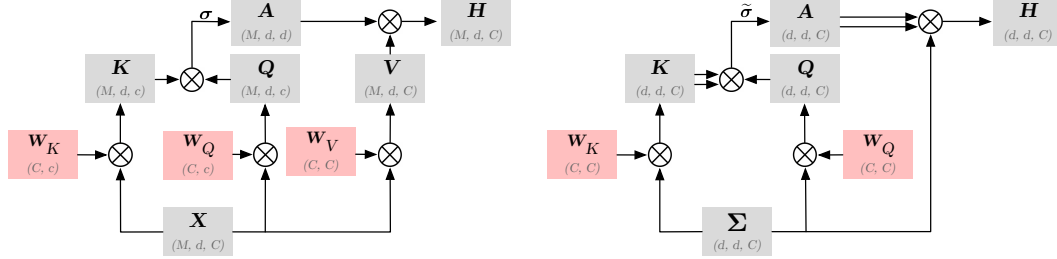 σ A H σ̃ A H
(M, d, d) (M, d, C) (d, d, C) (d, d, C)
K Q V K Q
(M, d, c) (M, d, c) (M, d, C) (d, d, C) (d, d, C)
W_K W_Q W_V W_K W_Q
(C, c) (C, c) (C, C) (C, C) (C, C)
X Σ
(M, d, C) (d, d, C)